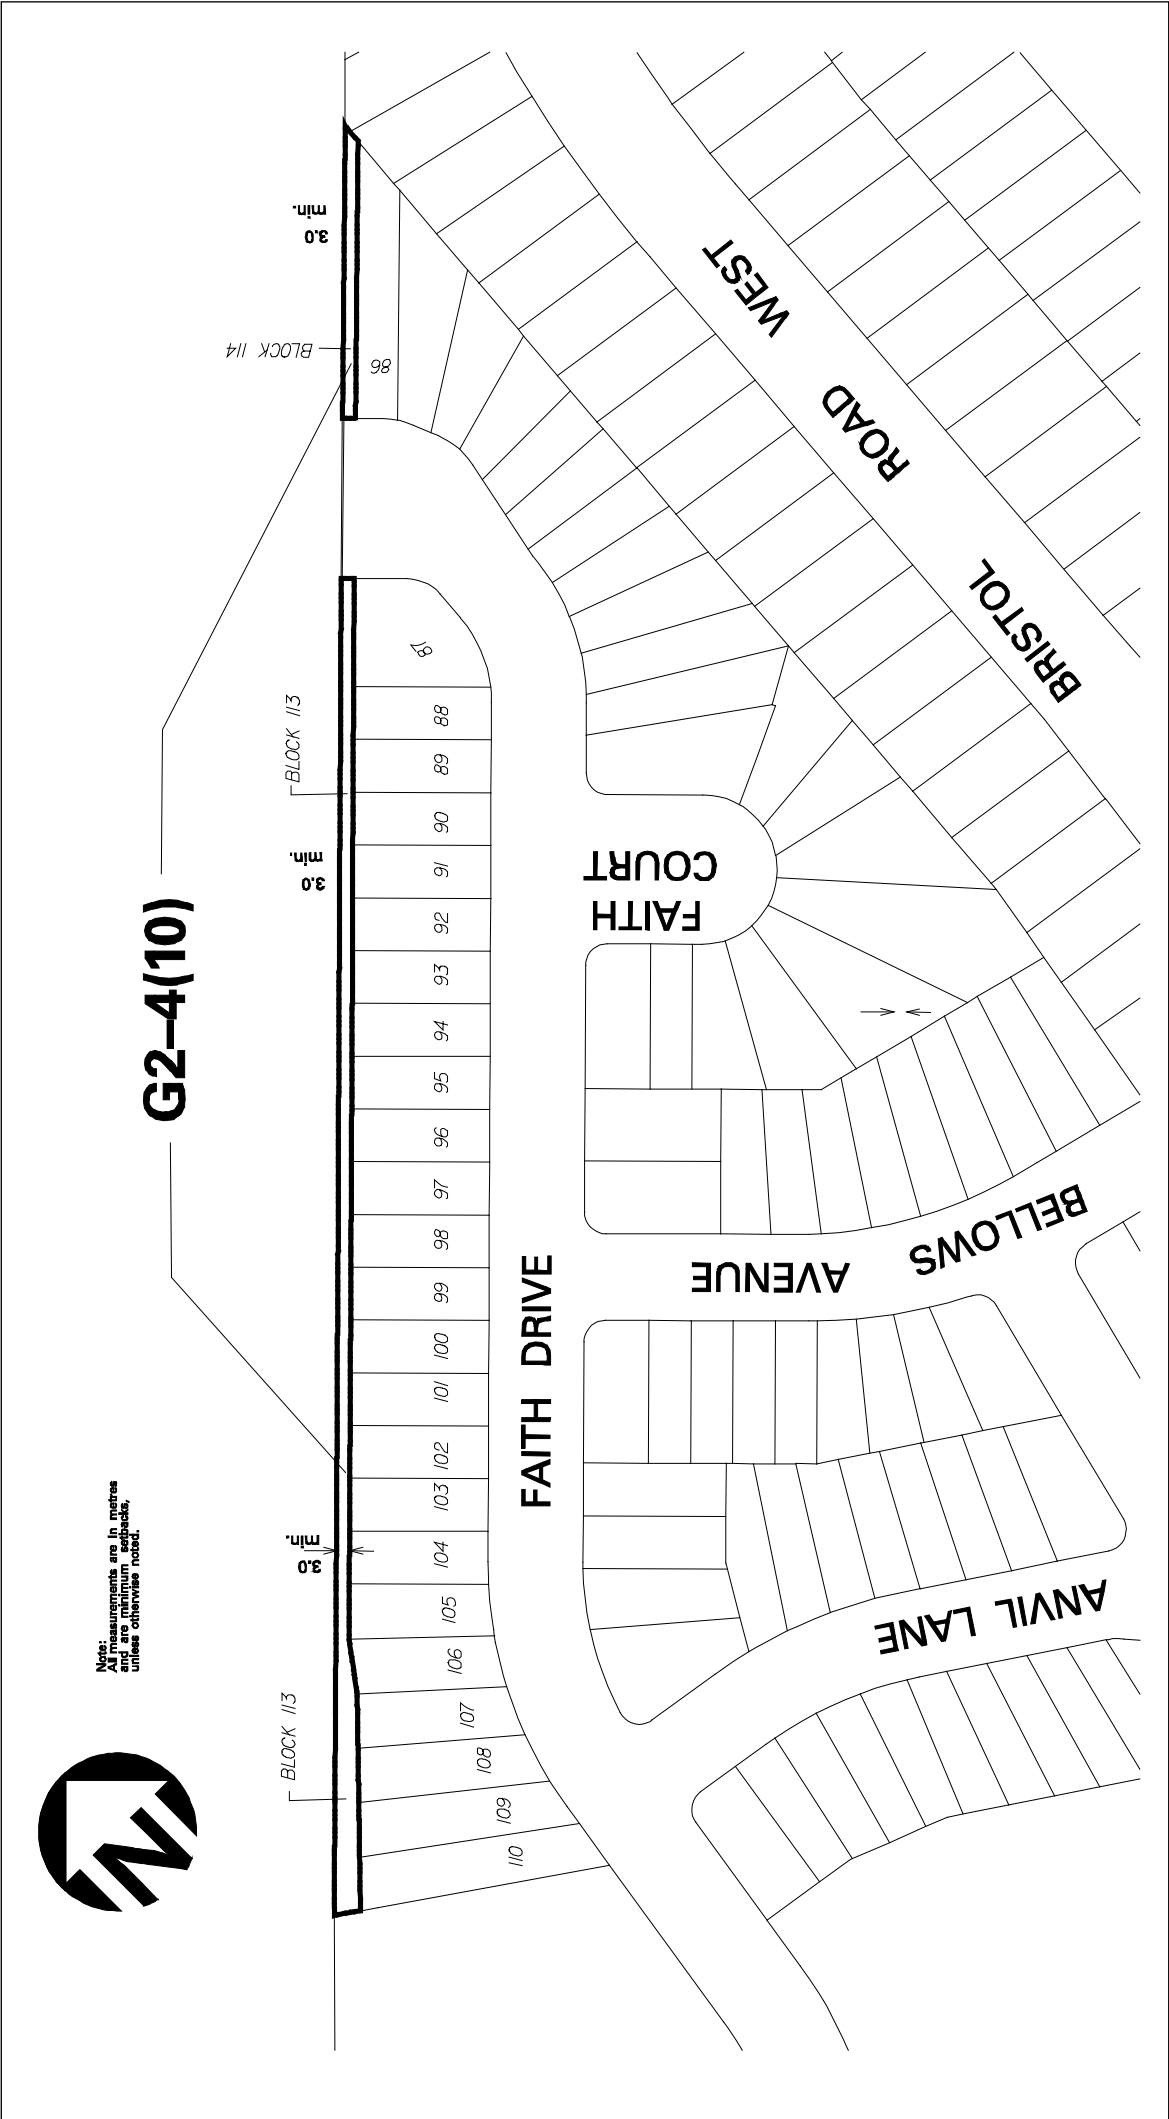 3.0
min.
BLOCK 114
86
87
BLOCK 113
88
89
90
91
92
93
94
95
96
97
98
99
100
101
102
103
104
105
106
107
108
109
110
3.0
min.
G2–4(10)
3.0
min.
BLOCK 113
Note:
All measurements are in metres
and are minimum setbacks,
unless otherwise noted.
N
BRISTOL ROAD WEST
FAITH
COURT
FAITH DRIVE
BELLOWS AVENUE
ANVIL LANE